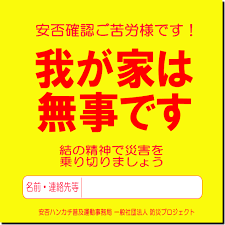 安否確認ご苦労様です！
我が家は
無事です
結の精神で災害を
乗り切りましょう
名前・連絡先等
安否ハンカチ普及運動事務局 一般社団法人 防災プロジェクト